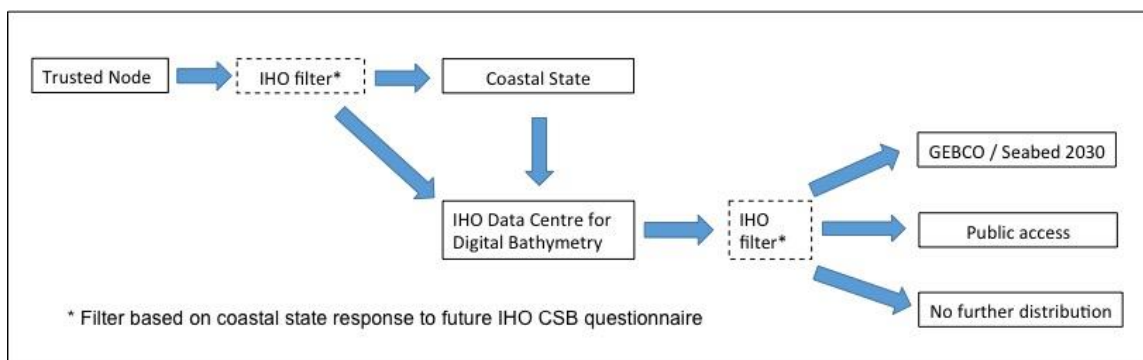 Trusted Node
IHO filter*
Coastal State
GEBCO / Seabed 2030
IHO Data Centre for
Digital Bathymetry
IHO
filter*
Public access
No further distribution
* Filter based on coastal state response to future IHO CSB questionnaire